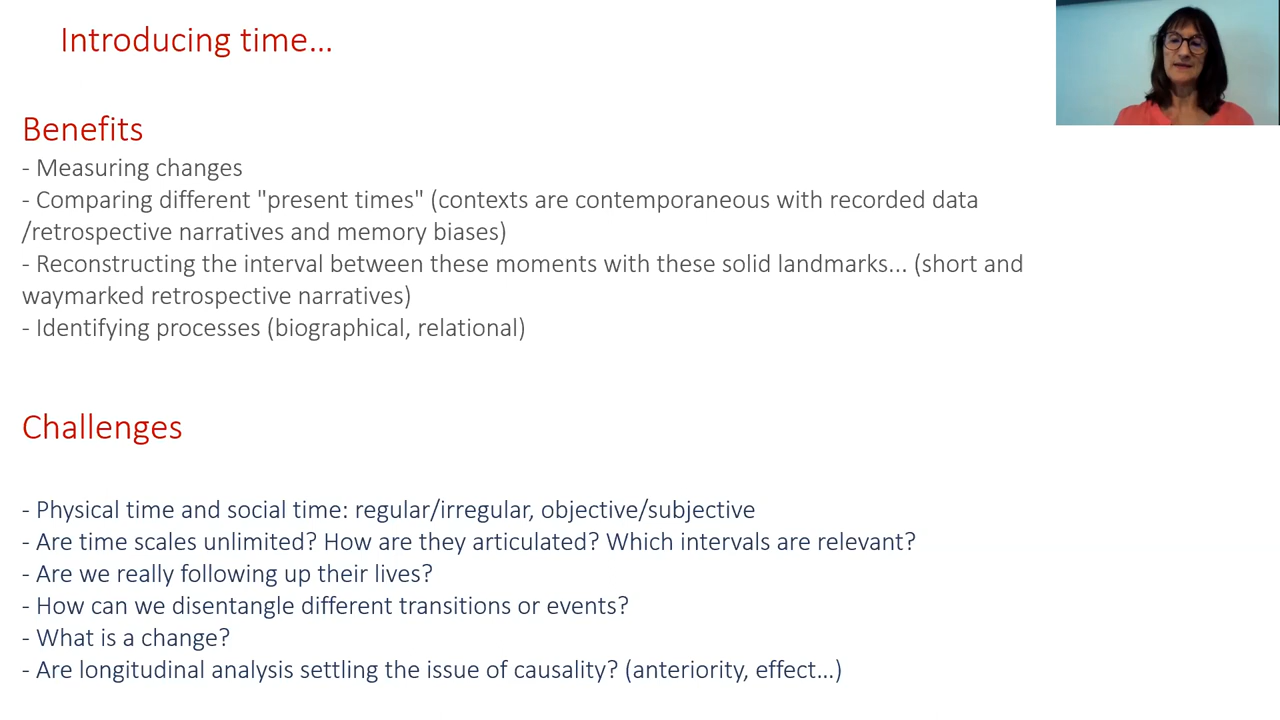 Introducing time...
Benefits
- Measuring changes
- Comparing different "present times" (contexts are contemporaneous with recorded data
/retrospective narratives and memory biases)
- Reconstructing the interval between these moments with these solid landmarks... (short and
waymarked retrospective narratives)
- Identifying processes (biographical, relational)
Challenges
- Physical time and social time: regular/irregular, objective/subjective
- Are time scales unlimited? How are they articulated? Which intervals are relevant?
- Are we really following up their lives?
- How can we disentangle different transitions or events?
- What is a change?
- Are longitudinal analysis settling the issue of causality? (anteriority, effect...)